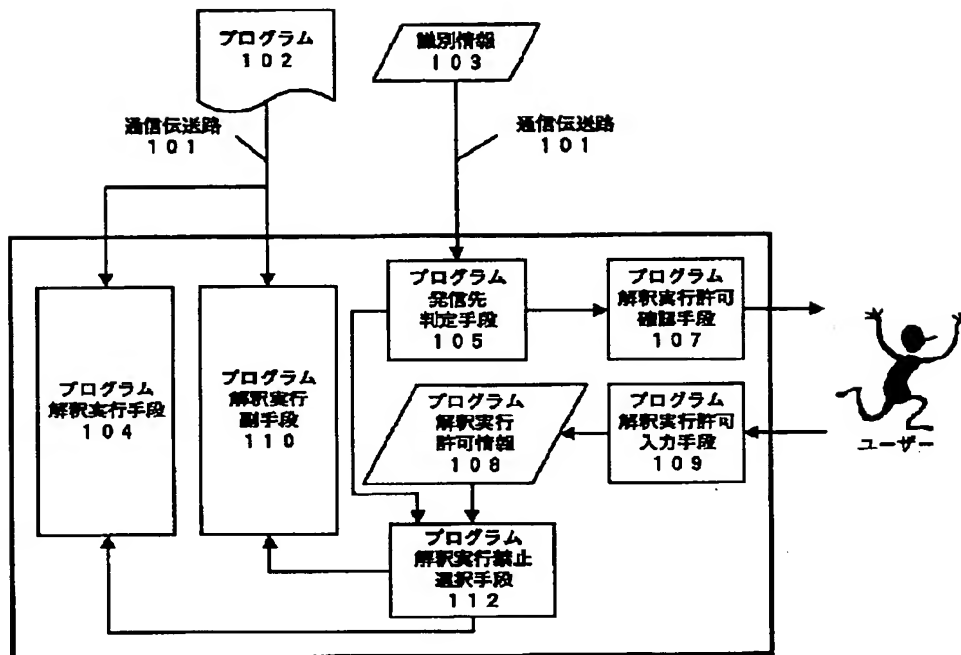 プログラム
１０２
識別情報
１０３
通信伝送路
１０１
通信伝送路
１０１
プログラム
解釈実行手段
１０４
プログラム
解釈実行
副手段
１１０
プログラム
発信先
判定手段
１０５
プログラム
解釈実行許可
確認手段
１０７
プログラム
解釈実行
許可情報
１０８
プログラム
解釈実行許可
入力手段
１０９
ユーザー
プログラム
解釈実行禁止
選択手段
１１２